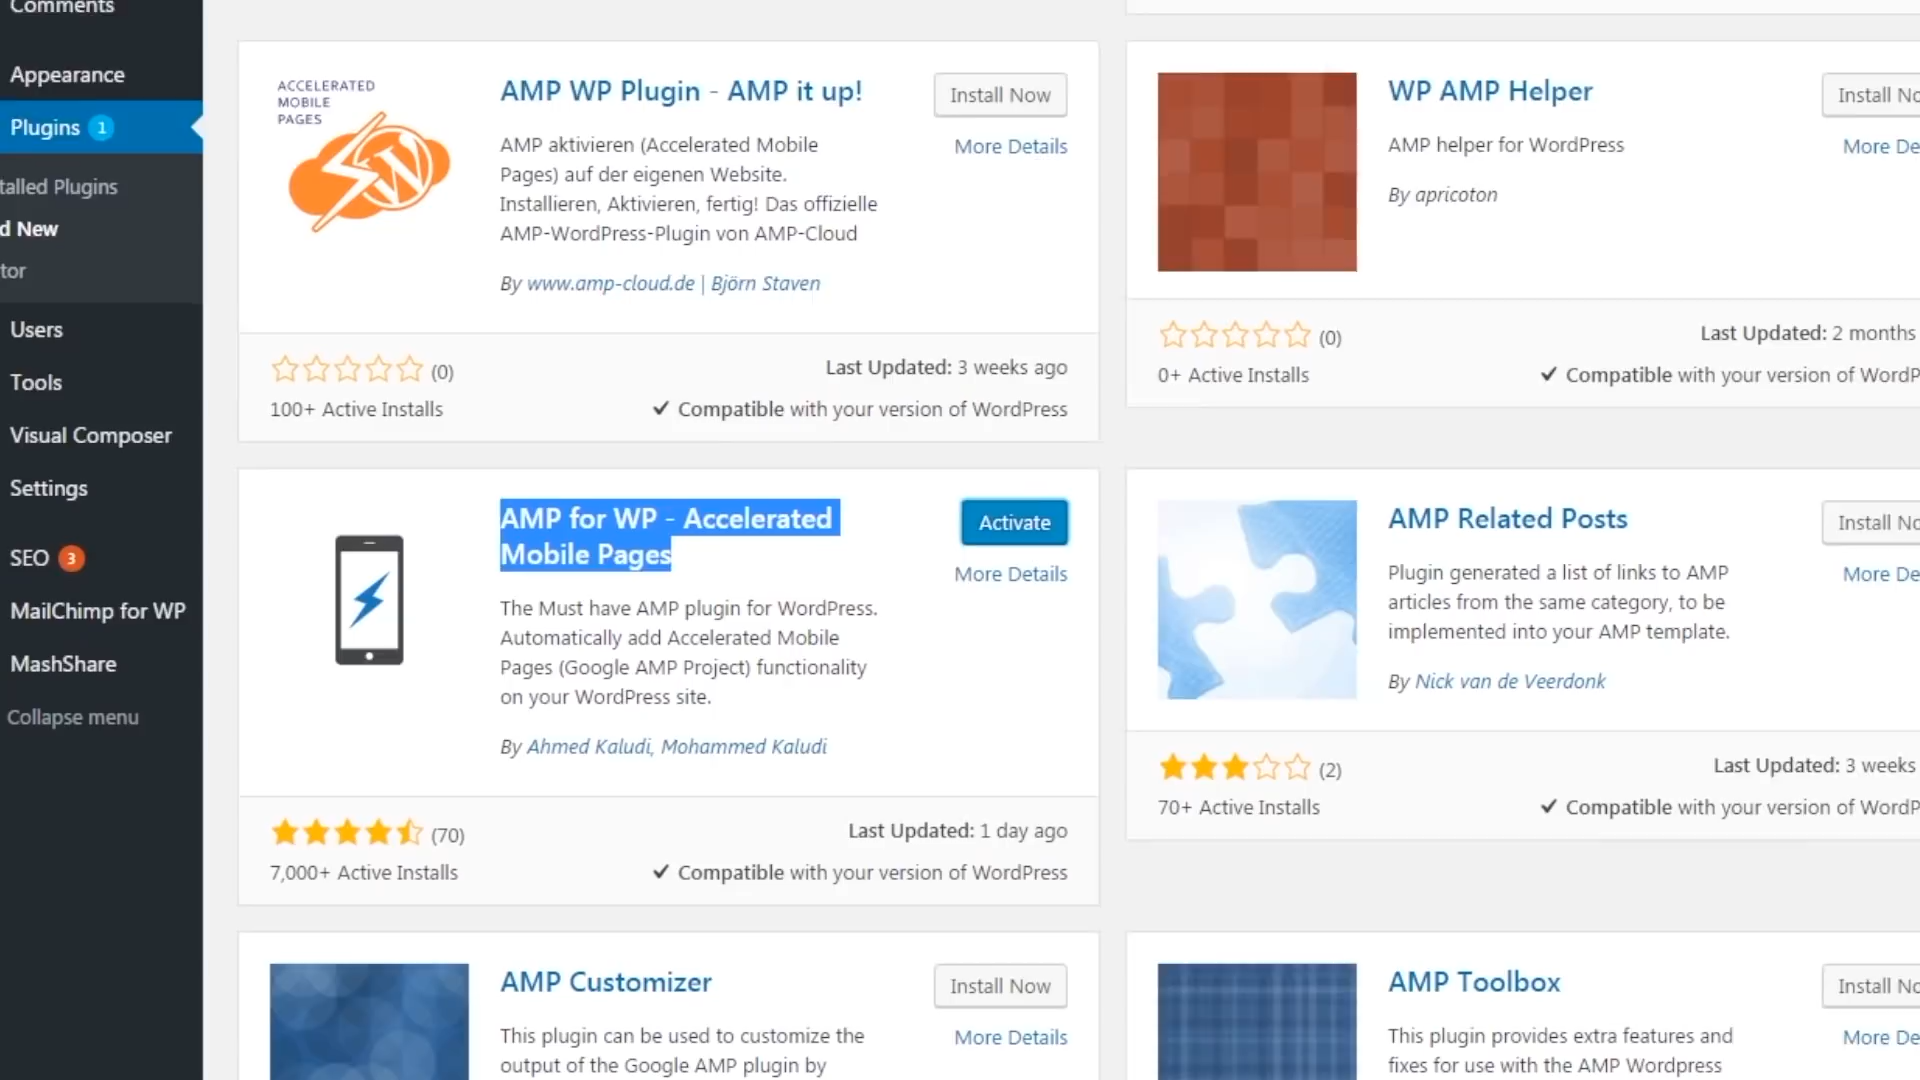 Comments
Appearance
Plugins 1
talled Plugins
d New
tor
Users
Tools
Visual Composer
Settings
SEO 3
MailChimp for WP
MashShare
Collapse menu
ACCELERATED
MOBILE
PAGES
AMP WP Plugin - AMP it up!
Install Now
More Details
AMP aktivieren (Accelerated Mobile
Pages) auf der eigenen Website.
Installieren, Aktivieren, fertig! Das offizielle
AMP-WordPress-Plugin von AMP-Cloud
By www.amp-cloud.de | Björn Staven
(0)
Last Updated: 3 weeks ago
100+ Active Installs
✔ Compatible with your version of WordPress
WP AMP Helper
Install No
More De
AMP helper for WordPress
By apricoton
(0)
Last Updated: 2 months
0+ Active Installs
✔ Compatible with your version of WordP
AMP for WP - Accelerated
Mobile Pages
Activate
More Details
The Must have AMP plugin for WordPress.
Automatically add Accelerated Mobile
Pages (Google AMP Project) functionality
on your WordPress site.
By Ahmed Kaludi, Mohammed Kaludi
(70)
Last Updated: 1 day ago
7,000+ Active Installs
✔ Compatible with your version of WordPress
AMP Related Posts
Install No
More De
Plugin generated a list of links to AMP
articles from the same category, to be
implemented into your AMP template.
By Nick van de Veerdonk
(2)
Last Updated: 3 weeks
70+ Active Installs
✔ Compatible with your version of WordP
AMP Customizer
Install Now
More Details
This plugin can be used to customize the
output of the Google AMP plugin by
AMP Toolbox
Install No
More De
This plugin provides extra features and
fixes for use with the AMP Wordpress